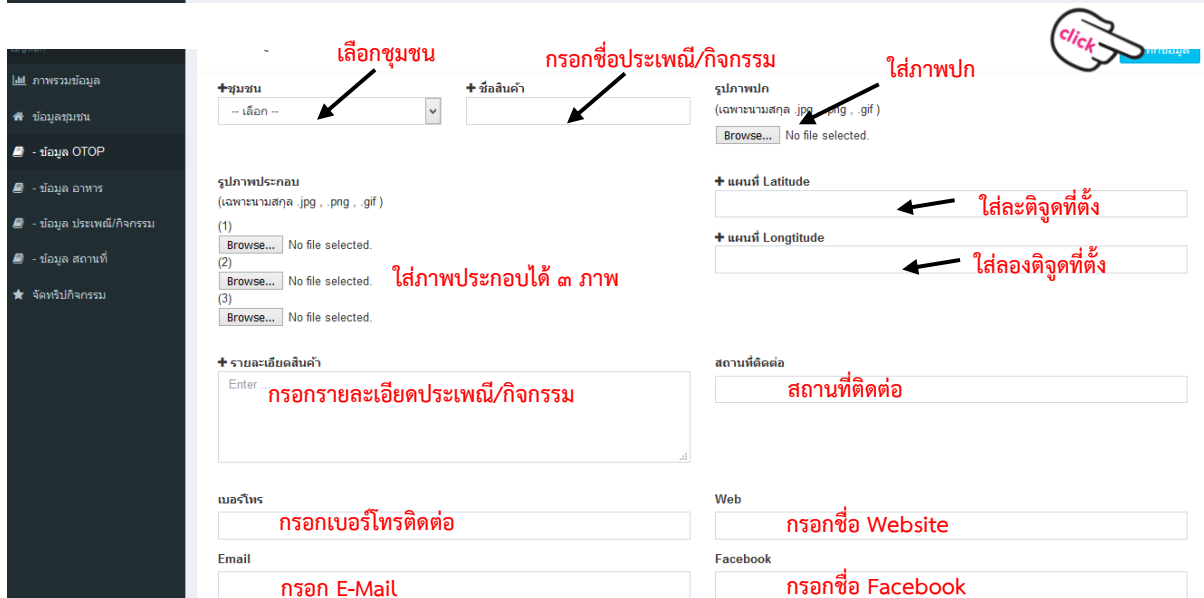 click
เลือกชุมชน
กรอกชื่อประเพณี/กิจกรรม
ใส่ภาพปก
ภาพรวมข้อมูล
ข้อมูลชุมชน
- ข้อมูล OTOP
- ข้อมูล อาหาร
- ข้อมูล ประเพณี/กิจกรรม
- ข้อมูล สถานที่
จัดทริปกิจกรรม
+ชุมชน
-- เลือก --
+ ชื่อสินค้า
รูปภาพปก
(เฉพาะนามสกุล .jpg , .png , .gif )
Browse... No file selected.
รูปภาพประกอบ
(เฉพาะนามสกุล .jpg , .png , .gif )
(1)
Browse... No file selected.
(2)
Browse... No file selected.
(3)
Browse... No file selected.
ใส่ภาพประกอบได้ ๓ ภาพ
+ แผนที่ Latitude
ใส่ละติจูดที่ตั้ง
+ แผนที่ Longtitude
ใส่ลองติจูดที่ตั้ง
+ รายละเอียดสินค้า
Enter ...
กรอกรายละเอียดประเพณี/กิจกรรม
สถานที่ติดต่อ
สถานที่ติดต่อ
เบอร์โทร
กรอกเบอร์โทรติดต่อ
Web
กรอกชื่อ Website
Email
กรอก E-Mail
Facebook
กรอกชื่อ Facebook